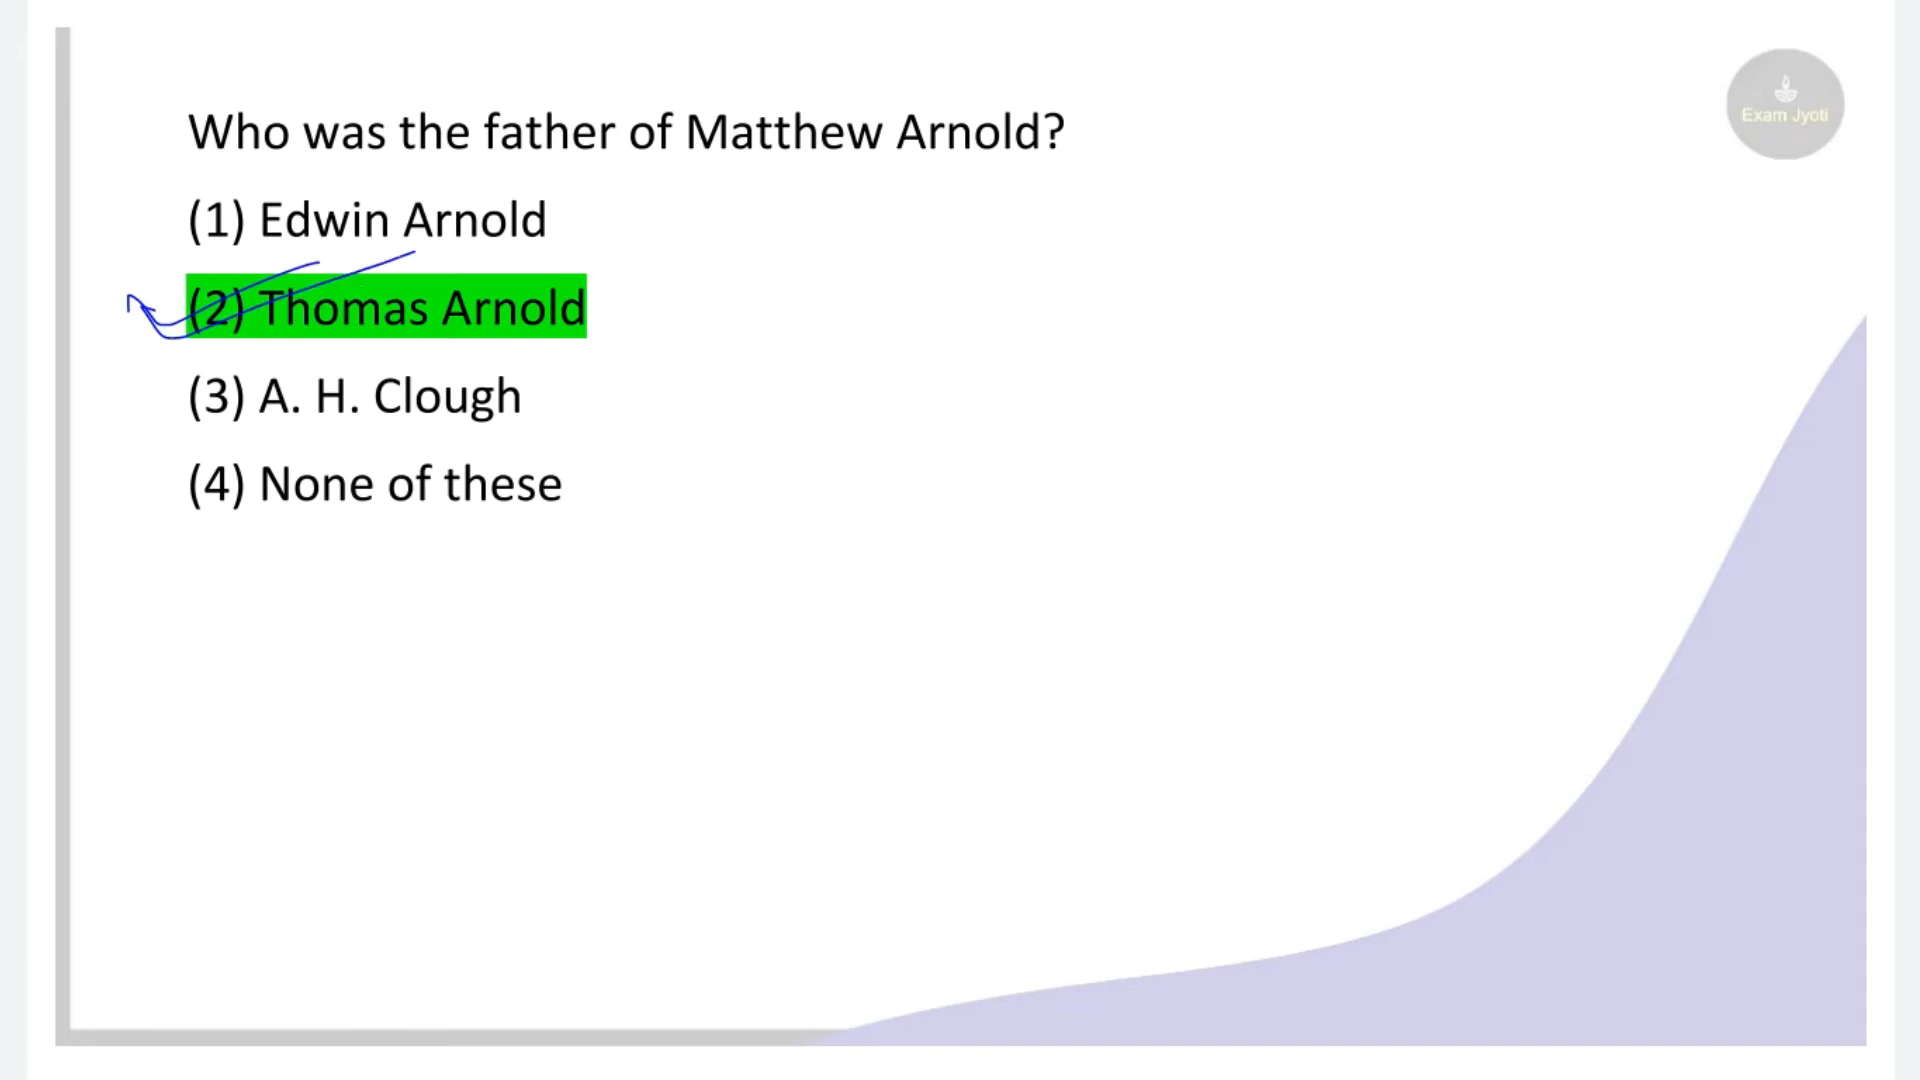 Exam Jyoti
Who was the father of Matthew Arnold?
(1) Edwin Arnold
(2) Thomas Arnold
(3) A. H. Clough
(4) None of these